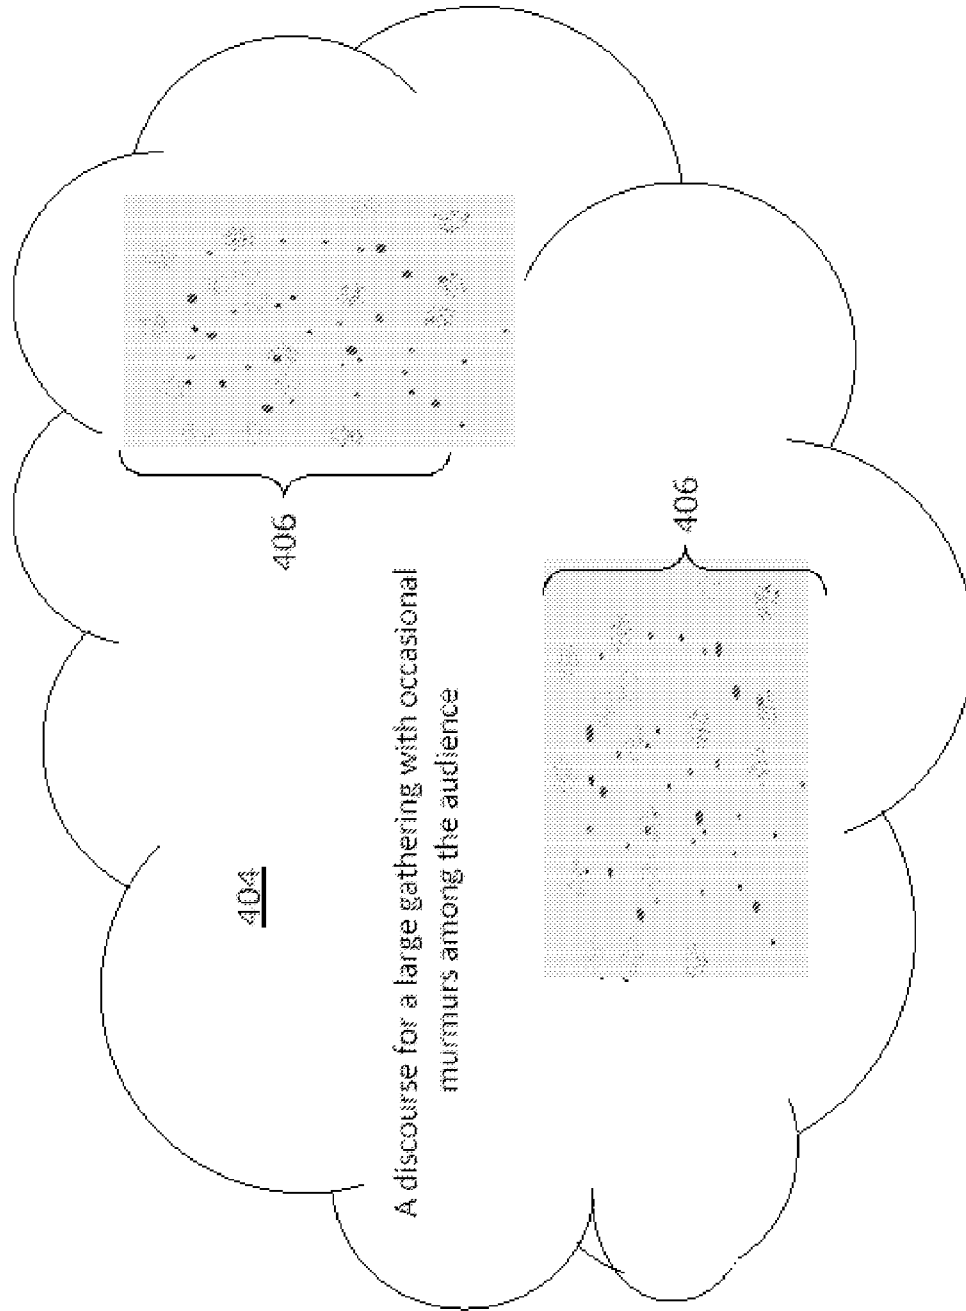 404
406
A discourse for a large gathering with occasional
murmurs among the audience
406